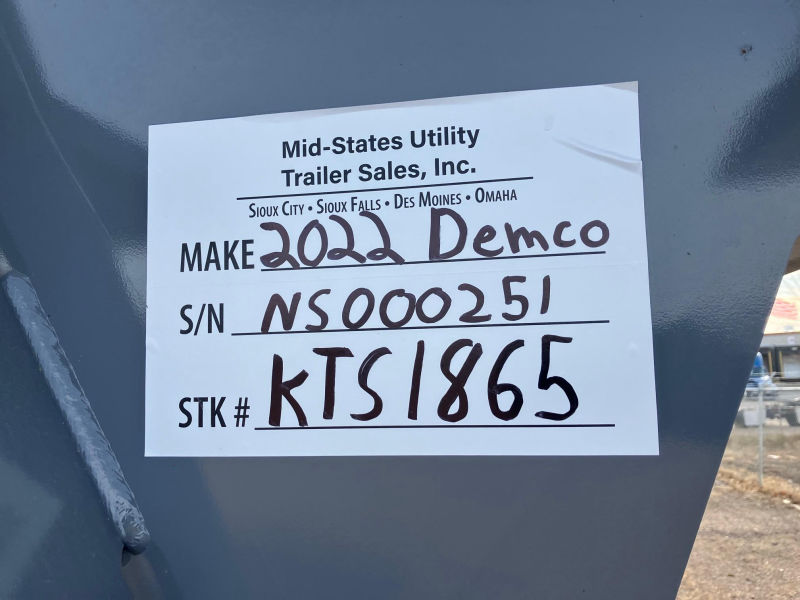 Mid-States Utility
Trailer Sales, Inc.
Sioux City • Sioux Falls • Des Moines • Omaha
MAKE 2022 Demco
S/N NS000251
STK # KTS1865